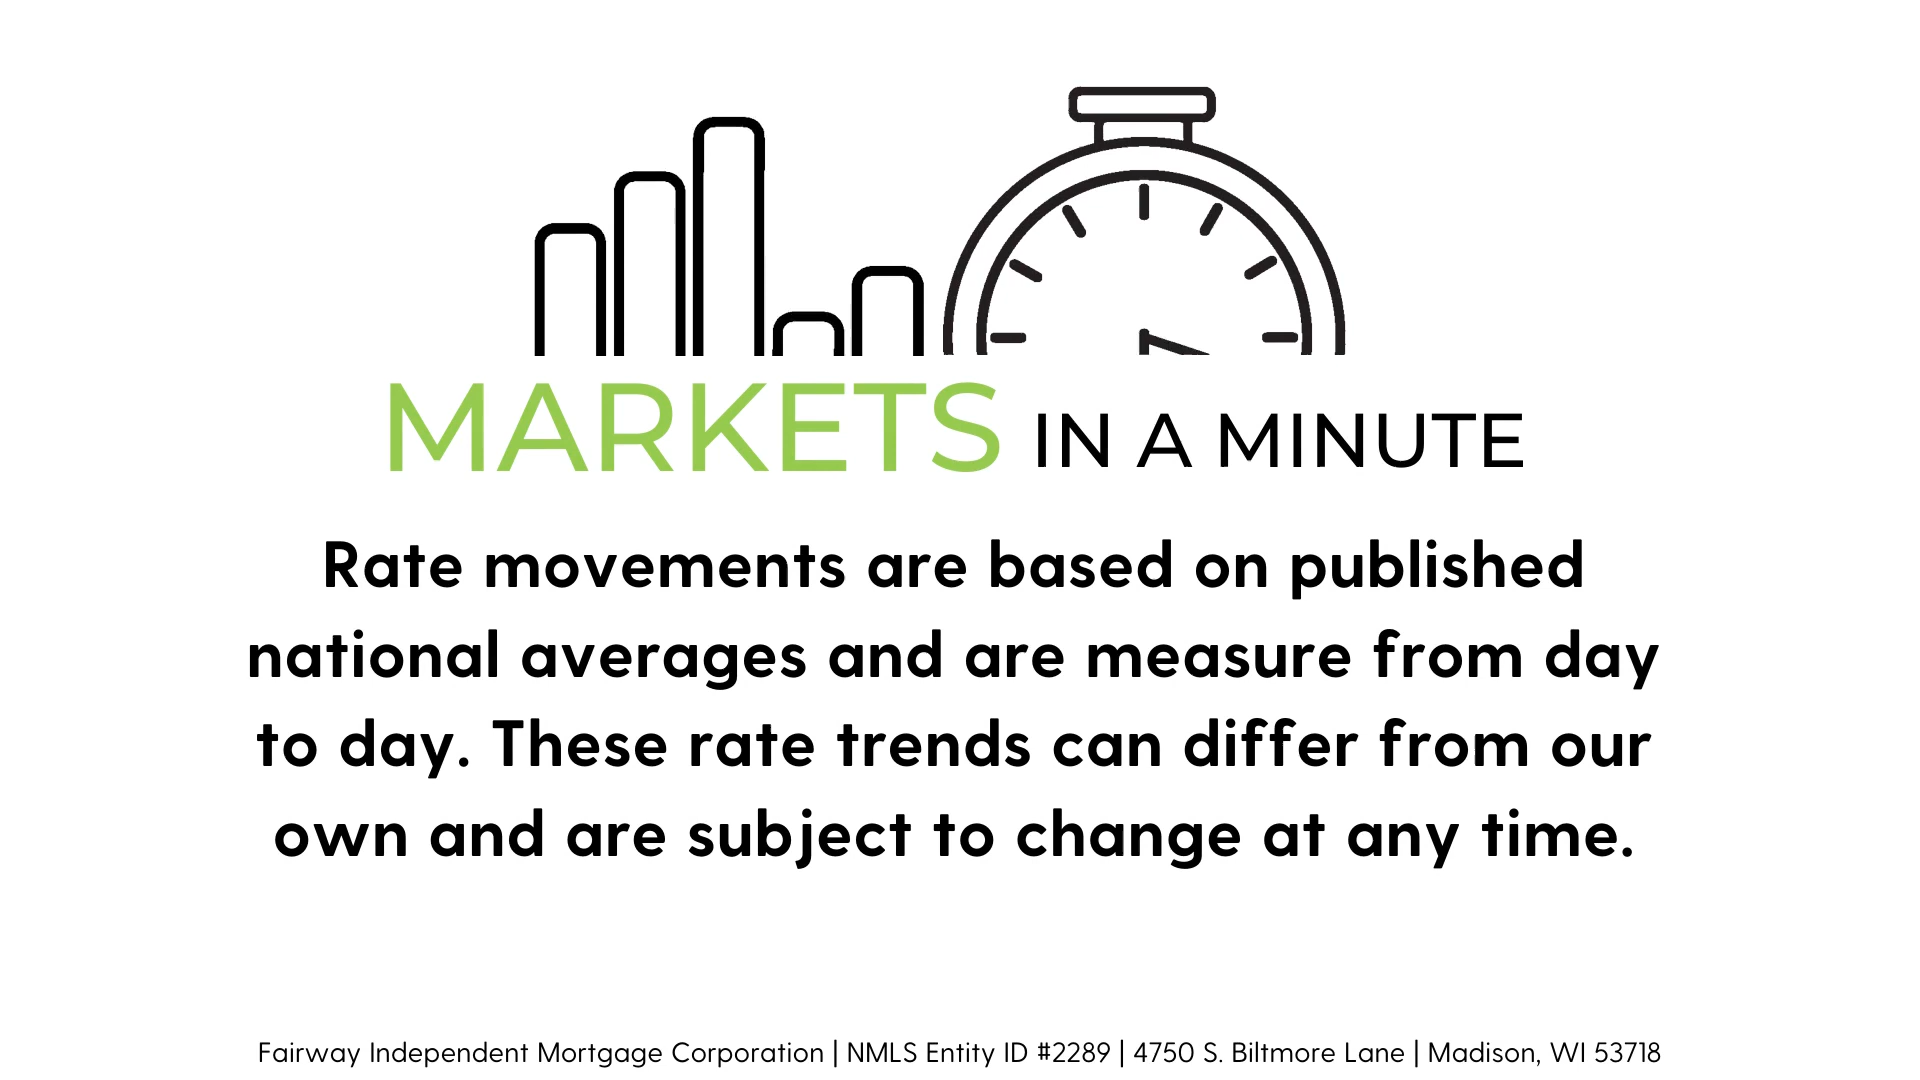 MARKETS IN A MINUTE
Rate movements are based on published
national averages and are measure from day
to day. These rate trends can differ from our
own and are subject to change at any time.
Fairway Independent Mortgage Corporation | NMLS Entity ID #2289 | 4750 S. Biltmore Lane | Madison, WI 53718